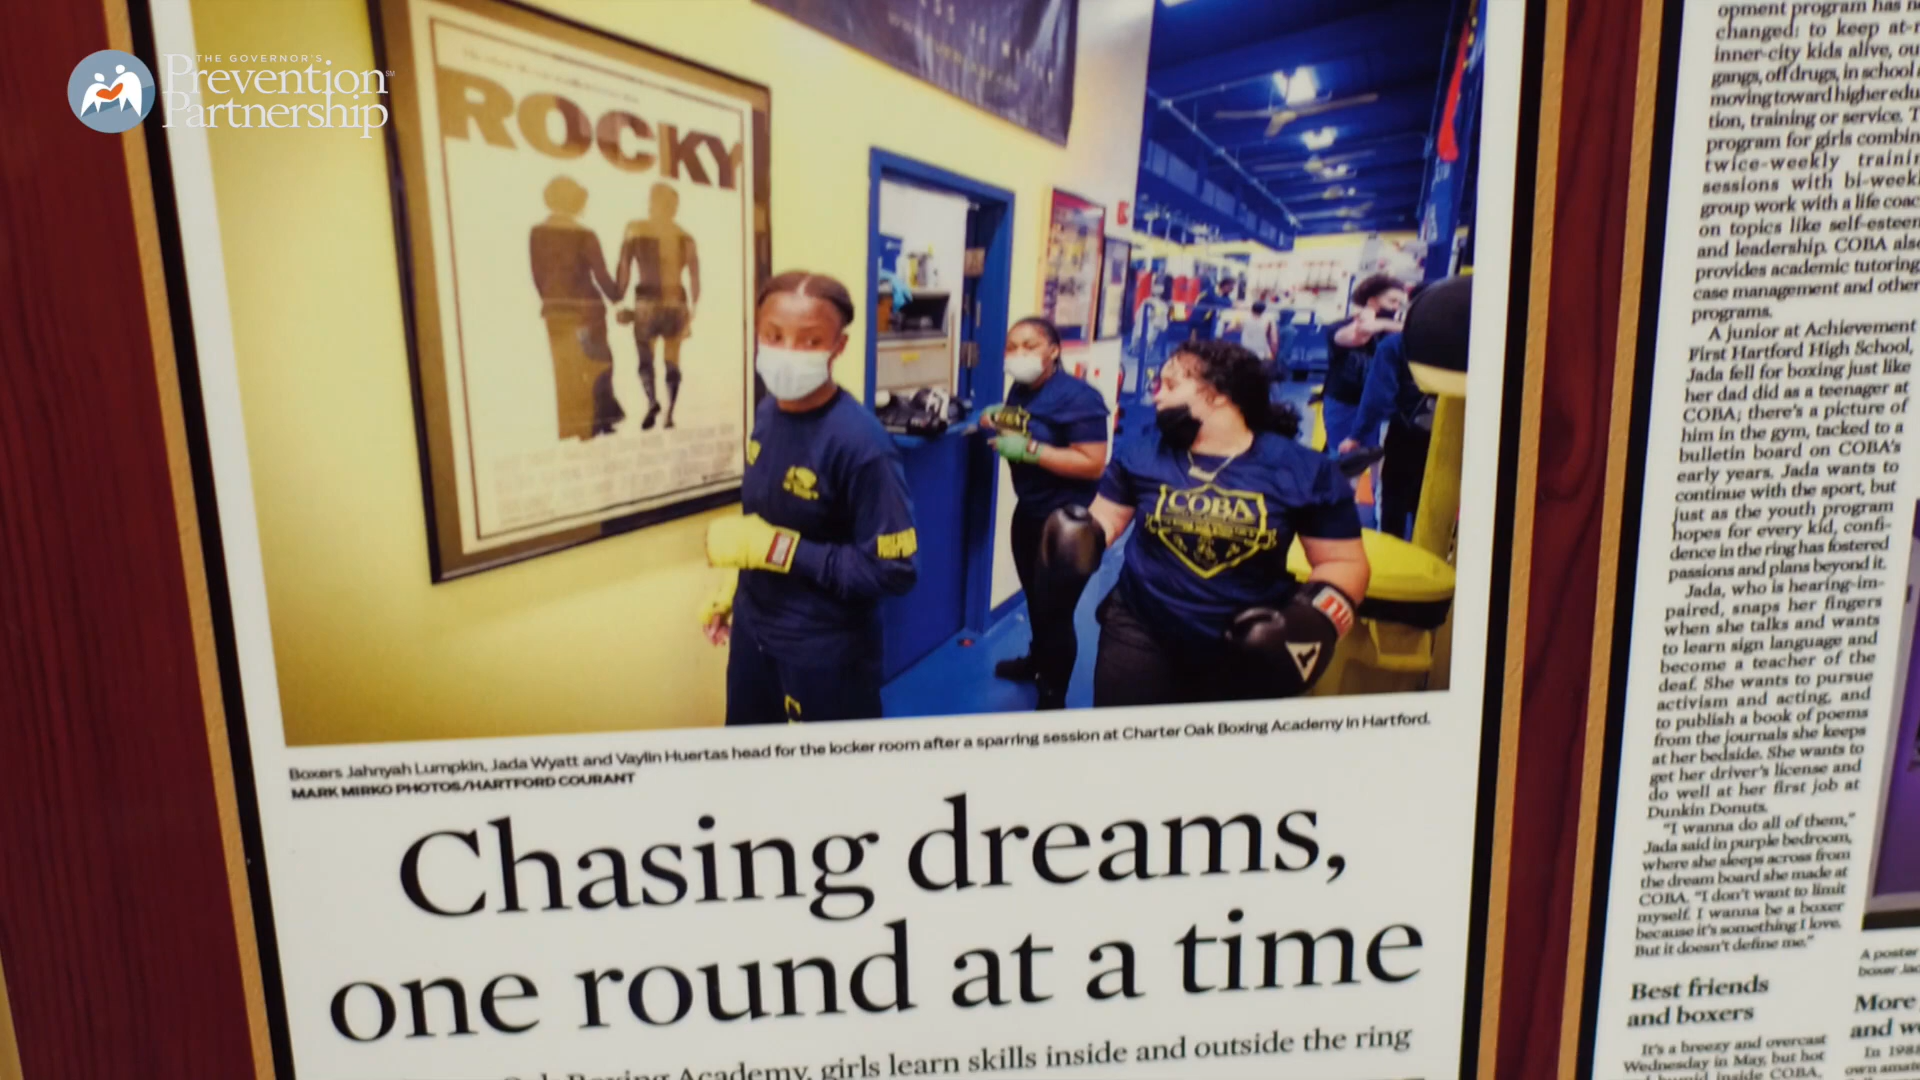 THE GOVERNOR'S
Prevention
Partnership
SM
ROCKY
COBA
Boxers Jahnyah Lumpkin, Jada Wyatt and Vaylin Huertas head for the locker room after a sparring session at Charter Oak Boxing Academy in Hartford.
MARK MIRKO PHOTOS/HARTFORD COURANT
Chasing dreams,
one round at a time
Academy, girls learn skills inside and outside the ring
opment program has
changed: to keep
inner-city kids alive,
gangs, off drugs, in school
moving toward higher
tion, training or service.
program for girls
twice-weekly
sessions with
group work with a life
on topics like
and leadership. COBA
provides academic tutoring,
case management and other
programs.
A junior at Achievement
First Hartford High School,
Jada fell for boxing just like
her dad did as a teenager at
COBA; there's a picture of
him in the gym, tacked to a
bulletin board on COBA's
early years. Jada wants to
continue with the sport, but
just as the youth program
hopes for every kid, confi-
dence in the ring has fostered
passions and plans beyond it.
Jada, who is hearing-im-
paired, snaps her fingers
when she talks and wants
to learn sign language and
become a teacher of the
deaf. She wants to pursue
activism and acting, and
to publish a book of poems
from the journals she keeps
at her bedside. She wants to
get her driver's license and
do well at her first job at
Dunkin Donuts.
"I wanna do all of them,"
Jada said in purple bedroom,
where she sleeps across from
the dream board she made at
COBA. "I don't want to limit
myself. I wanna be a boxer
because it's something I love.
But it doesn't define me."
Best friends
and boxers
It's a breezy and overcast
Wednesday in May, but hot
humid inside COBA,
A poster
boxer
More
and
In
own